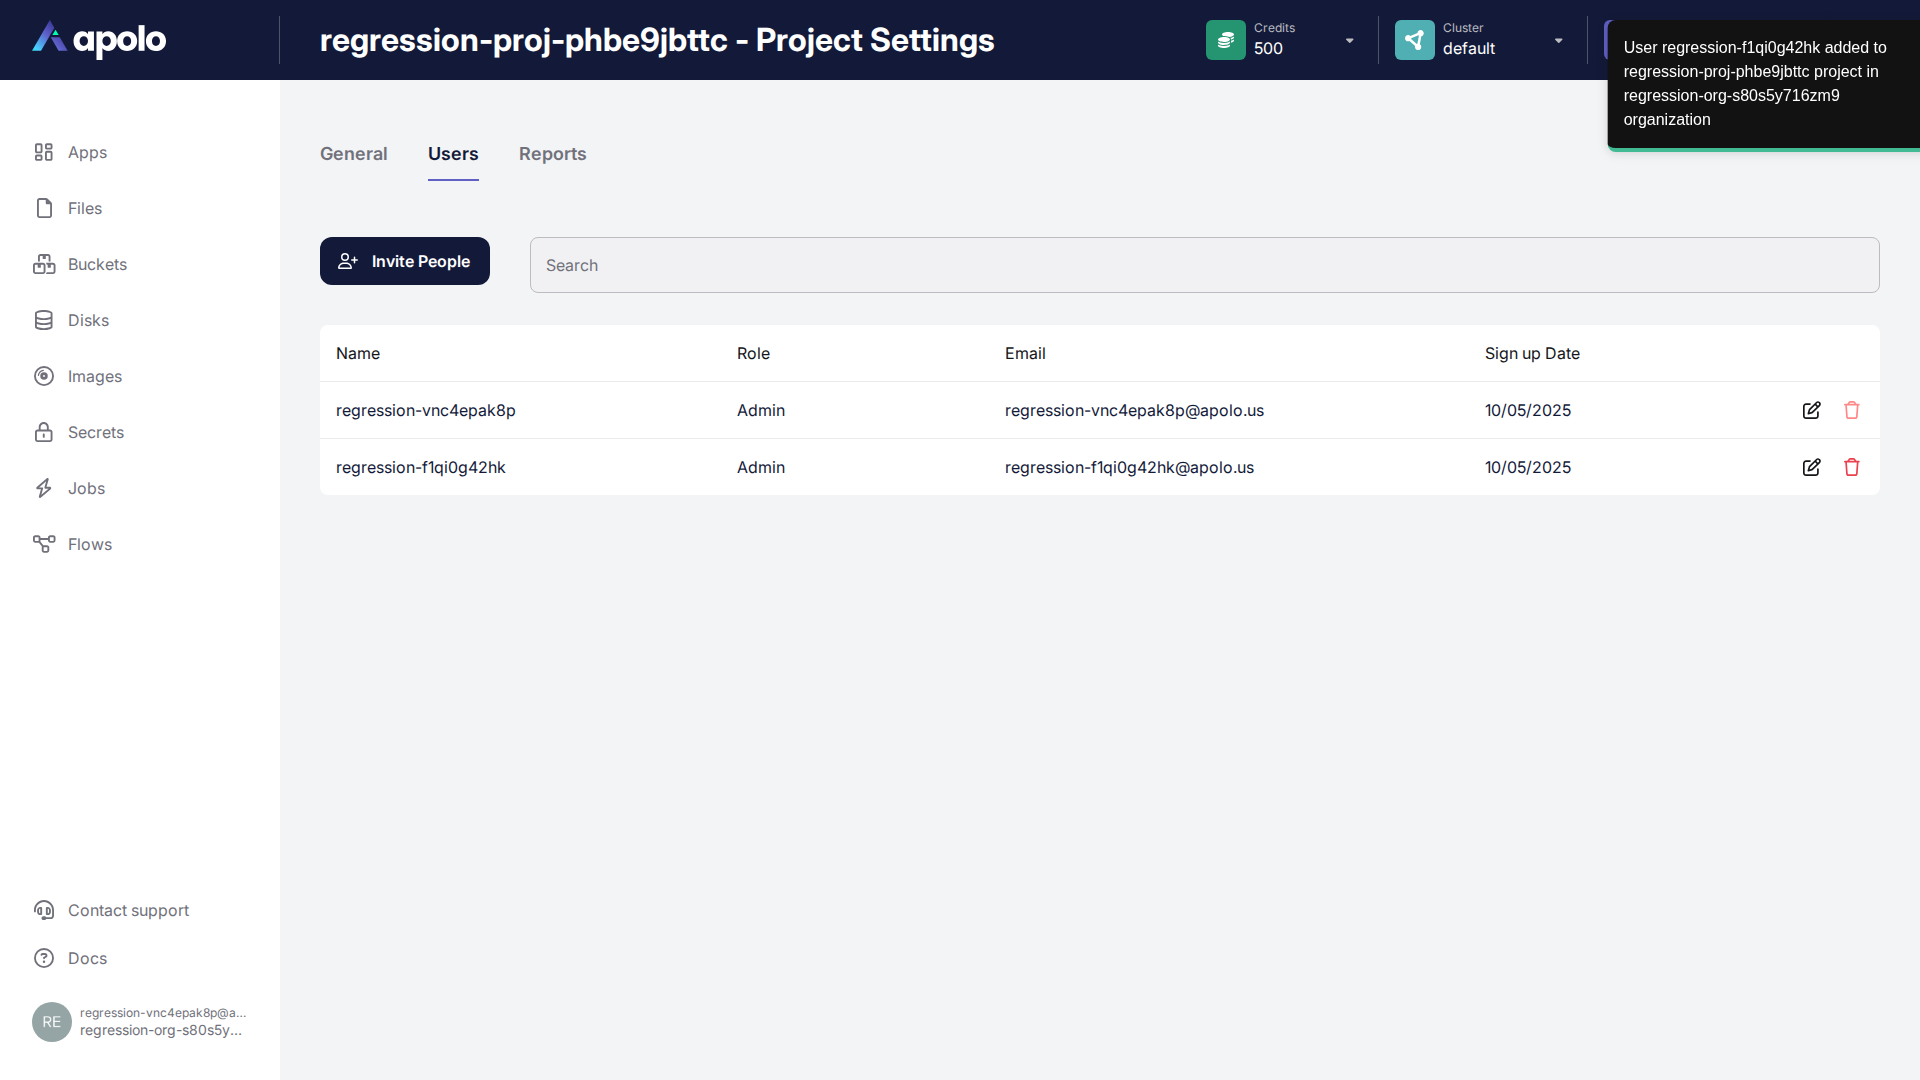 apolo
regression-proj-phbe9jbttc - Project Settings
Credits
500
Cluster
default
User regression-f1qi0g42hk added to
regression-proj-phbe9jbttc project in
regression-org-s80s5y716zm9
organization
Apps
Files
Buckets
Disks
Images
Secrets
Jobs
Flows
Contact support
Docs
RE
regression-vnc4epak8p@a...
regression-org-s80s5y...
General Users Reports
Invite People
Search
Name Role Email Sign up Date
regression-vnc4epak8p Admin regression-vnc4epak8p@apolo.us 10/05/2025
regression-f1qi0g42hk Admin regression-f1qi0g42hk@apolo.us 10/05/2025